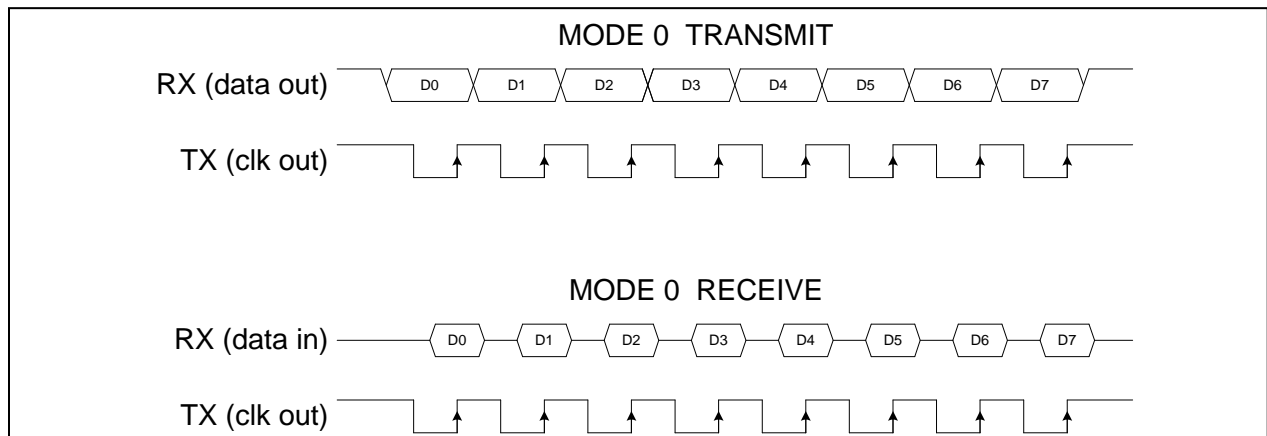 MODE 0 TRANSMIT
RX (data out) D0 D1 D2 D3 D4 D5 D6 D7
TX (clk out)
MODE 0 RECEIVE
RX (data in) D0 D1 D2 D3 D4 D5 D6 D7
TX (clk out)